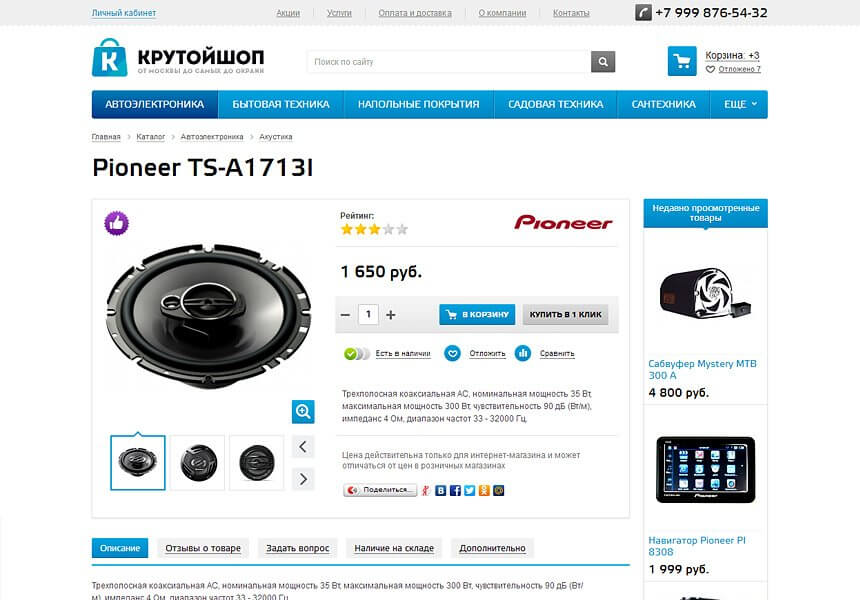 Личный кабинет
Акции
Услуги
Оплата и доставка
О компании
Контакты
+7 999 876-54-32
К
КРУТОЙШОП
ОТ МОСКВЫ ДО САМЫХ ДО ОКРАИН
Поиск по сайту
Корзина: +3
Отложено 7
АВТОЭЛЕКТРОНИКА
БЫТОВАЯ ТЕХНИКА
НАПОЛЬНЫЕ ПОКРЫТИЯ
САДОВАЯ ТЕХНИКА
САНТЕХНИКА
ЕЩЕ
Главная > Каталог > Автоэлектроника > Акустика
Pioneer TS-A1713I
Рейтинг:
Pioneer
1 650 руб.
– 1 +
В КОРЗИНУ
КУПИТЬ В 1 КЛИК
Есть в наличии
Отложить
Сравнить
Трехполосная коаксиальная АС, номинальная мощность 35 Вт,
максимальная мощность 300 Вт, чувствительность 90 дБ (Вт/м),
импеданс 4 Ом, диапазон частот 33 - 32000 Гц.
Цена действительна только для интернет-магазина и может
отличаться от цен в розничных магазинах
Поделиться...
Недавно просмотренные
товары
Сабвуфер Mystery MTB
300 A
4 800 руб.
Pioneer
Навигатор Pioneer PI
8308
1 999 руб.
Описание
Отзывы о товаре
Задать вопрос
Наличие на складе
Дополнительно
Трехполосная коаксиальная АС, номинальная мощность 35 Вт, максимальная мощность 300 Вт, чувствительность 90 дБ (Вт/
м), импеданс 4 Ом, диапазон частот 33 - 32000 Гц.